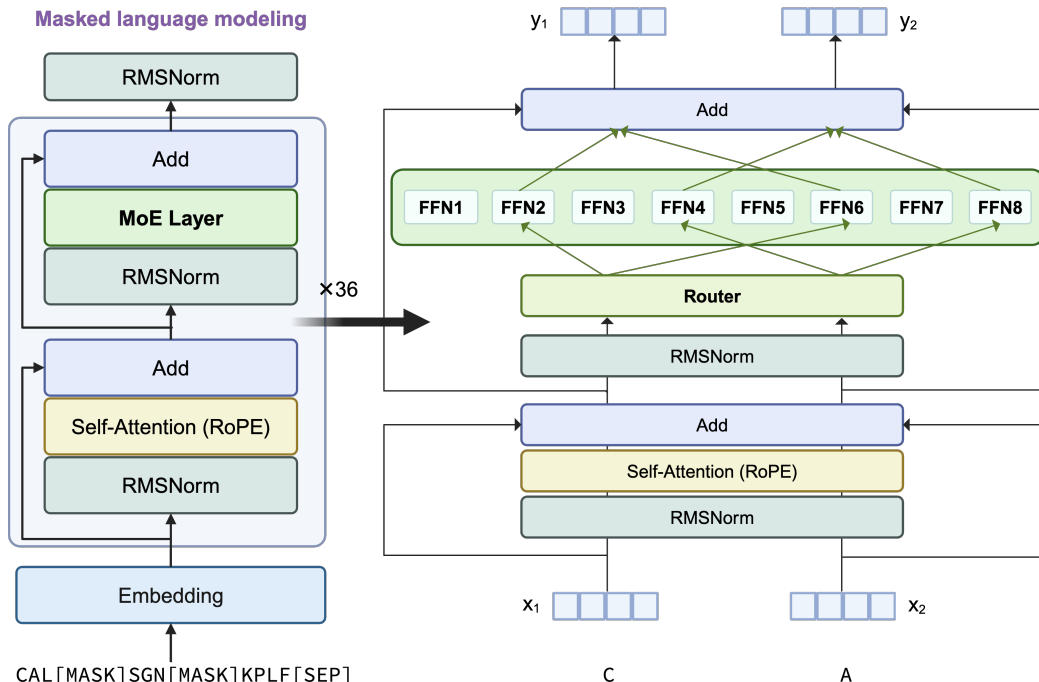 Masked language modeling
RMSNorm
Add
MoE Layer
RMSNorm
×36
Add
Self-Attention (RoPE)
RMSNorm
Embedding
CAL[MASK]SGN[MASK]KPLF[SEP]
y₁
y₂
Add
FFN1 FFN2 FFN3 FFN4 FFN5 FFN6 FFN7 FFN8
Router
RMSNorm
Add
Self-Attention (RoPE)
RMSNorm
x₁
x₂
C
A